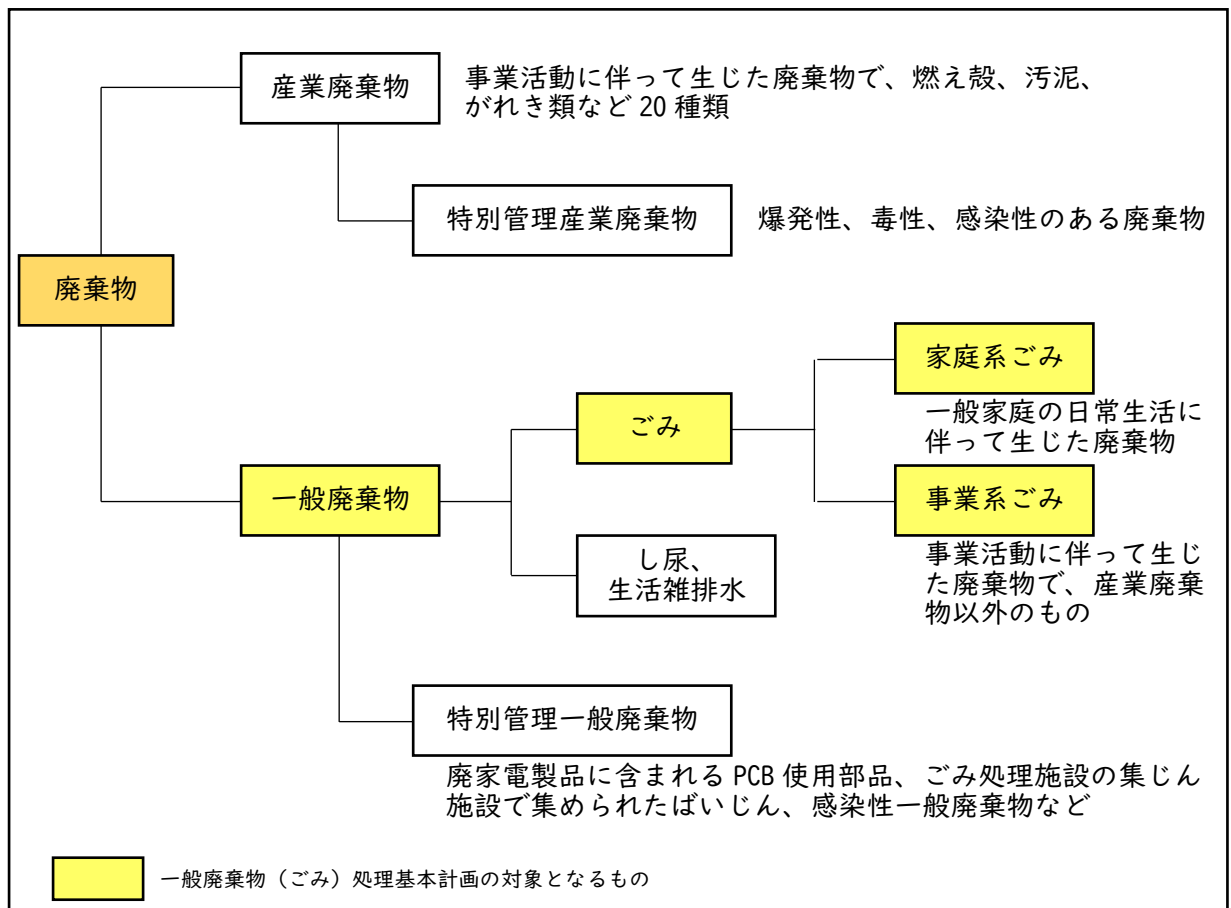 産業廃棄物
事業活動に伴って生じた廃棄物で、燃え殻、汚泥、
がれき類など 20 種類
特別管理産業廃棄物
爆発性、毒性、感染性のある廃棄物
廃棄物
家庭系ごみ
一般家庭の日常生活に
伴って生じた廃棄物
ごみ
一般廃棄物
事業系ごみ
事業活動に伴って生じ
た廃棄物で、産業廃棄
物以外のもの
し尿、
生活雑排水
特別管理一般廃棄物
廃家電製品に含まれる PCB 使用部品、ごみ処理施設の集じん
施設で集められたばいじん、感染性一般廃棄物など
一般廃棄物（ごみ）処理基本計画の対象となるもの